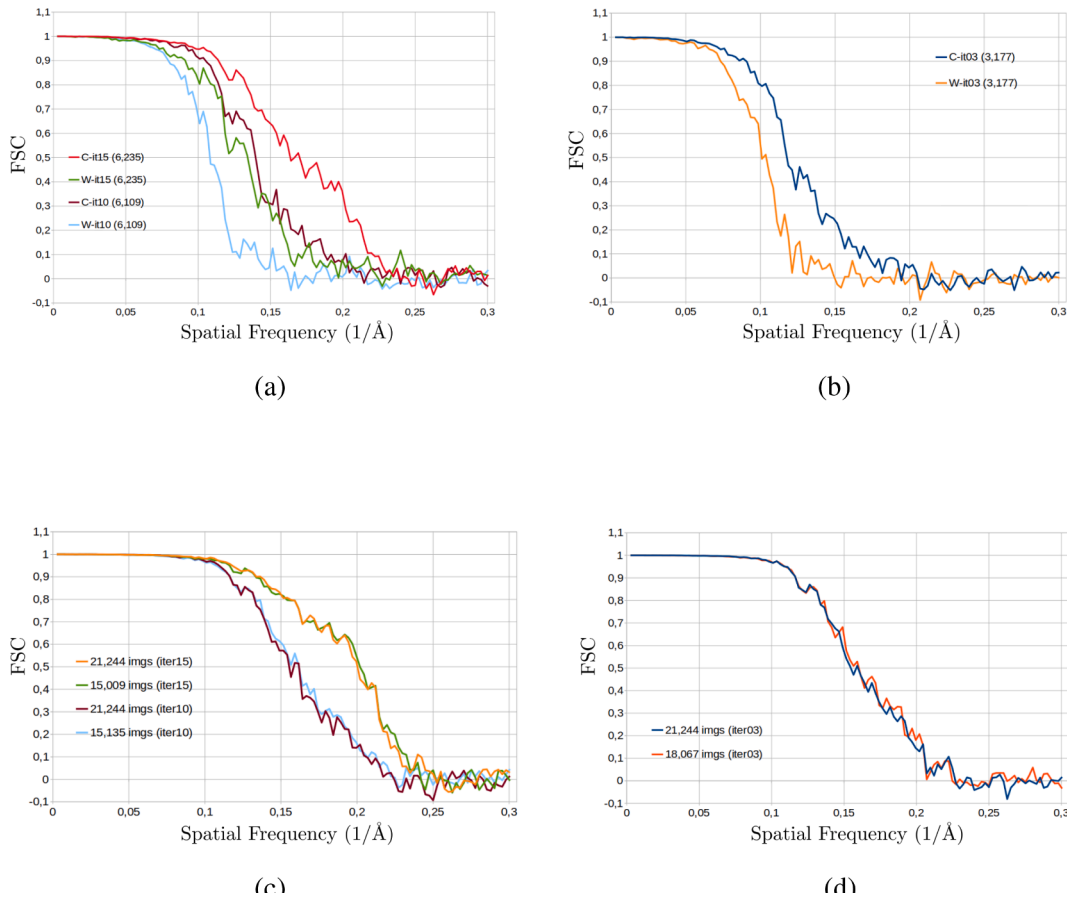 1,1
1
0,9
0,8
0,7
0,6
0,5
0,4
0,3
0,2
0,1
0
-0,1
FSC
C-it15 (6,235)
W-it15 (6,235)
C-it10 (6,109)
W-it10 (6,109)
0 0,05 0,1 0,15 0,2 0,25 0,3
Spatial Frequency (1/Å)
(a)
1,1
1
0,9
0,8
0,7
0,6
0,5
0,4
0,3
0,2
0,1
0
-0,1
FSC
C-it03 (3,177)
W-it03 (3,177)
0 0,05 0,1 0,15 0,2 0,25 0,3
Spatial Frequency (1/Å)
(b)
1,1
1
0,9
0,8
0,7
0,6
0,5
0,4
0,3
0,2
0,1
0
-0,1
FSC
21,244 imgs (iter15)
15,009 imgs (iter15)
21,244 imgs (iter10)
15,135 imgs (iter10)
0 0,05 0,1 0,15 0,2 0,25 0,3
Spatial Frequency (1/Å)
(c)
1,1
1
0,9
0,8
0,7
0,6
0,5
0,4
0,3
0,2
0,1
0
-0,1
FSC
21,244 imgs (iter03)
18,067 imgs (iter03)
0 0,05 0,1 0,15 0,2 0,25 0,3
Spatial Frequency (1/Å)
(d)